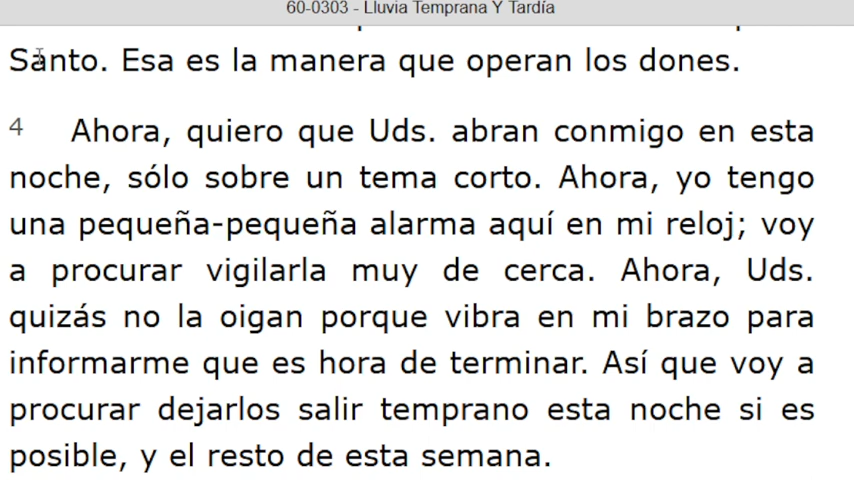 60-0303 - Lluvia Temprana Y Tardía
Santo. Esa es la manera que operan los dones.
4 Ahora, quiero que Uds. abran conmigo en esta
noche, sólo sobre un tema corto. Ahora, yo tengo
una pequeña-pequeña alarma aquí en mi reloj; voy
a procurar vigilarla muy de cerca. Ahora, Uds.
quizás no la oigan porque vibra en mi brazo para
informarme que es hora de terminar. Así que voy a
procurar dejarlos salir temprano esta noche si es
posible, y el resto de esta semana.